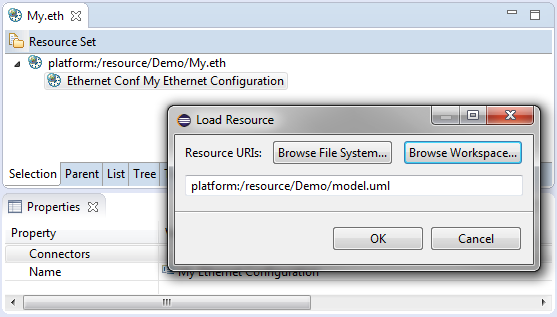 My.eth
Resource Set
platform:/resource/Demo/My.eth
Ethernet Conf My Ethernet Configuration
Load Resource
Resource URIs: Browse File System... Browse Workspace...
platform:/resource/Demo/model.uml
OK Cancel
Selection Parent List Tree
Properties
Property
Connectors
Name My Ethernet Configuration